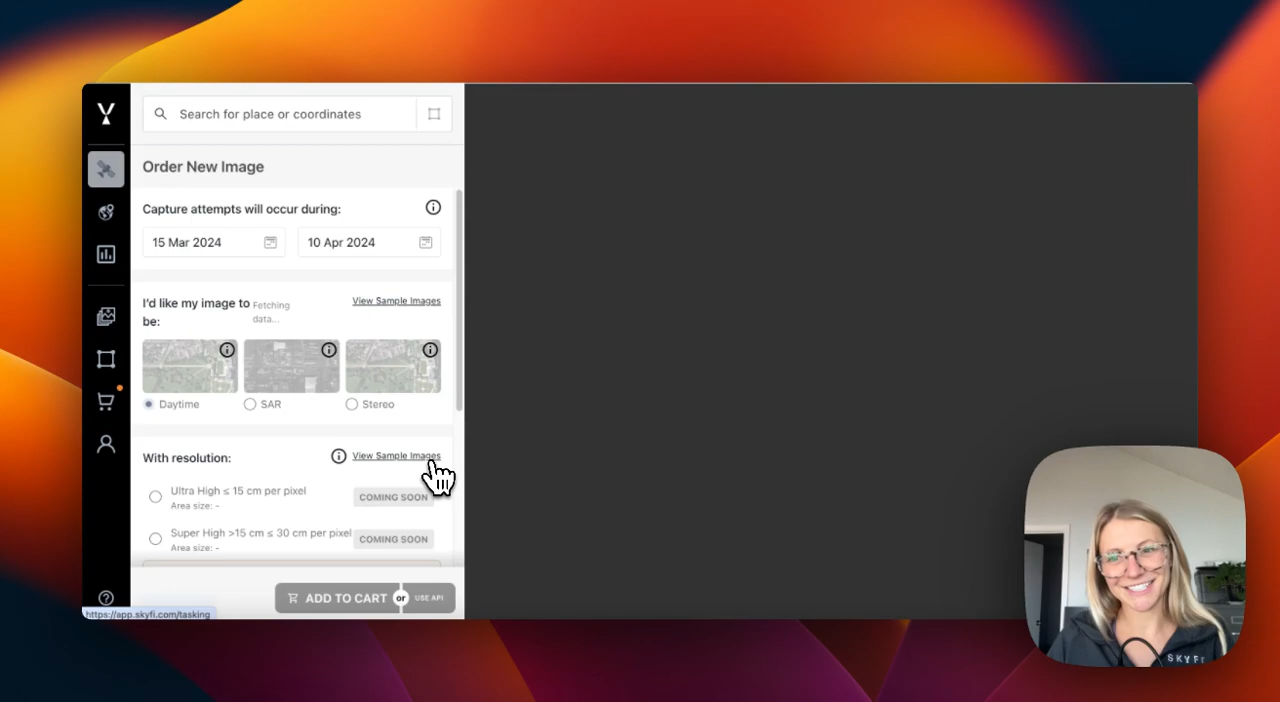 Search for place or coordinates
Order New Image
Capture attempts will occur during:
15 Mar 2024
10 Apr 2024
I'd like my image to be:
Fetching data...
View Sample Images
Daytime
SAR
Stereo
With resolution:
View Sample Images
Ultra High ≤ 15 cm per pixel
Area size: -
COMING SOON
Super High >15 cm ≤ 30 cm per pixel
Area size: -
COMING SOON
ADD TO CART
or
USE API
https://app.skyfi.com/tasking
SKYFI